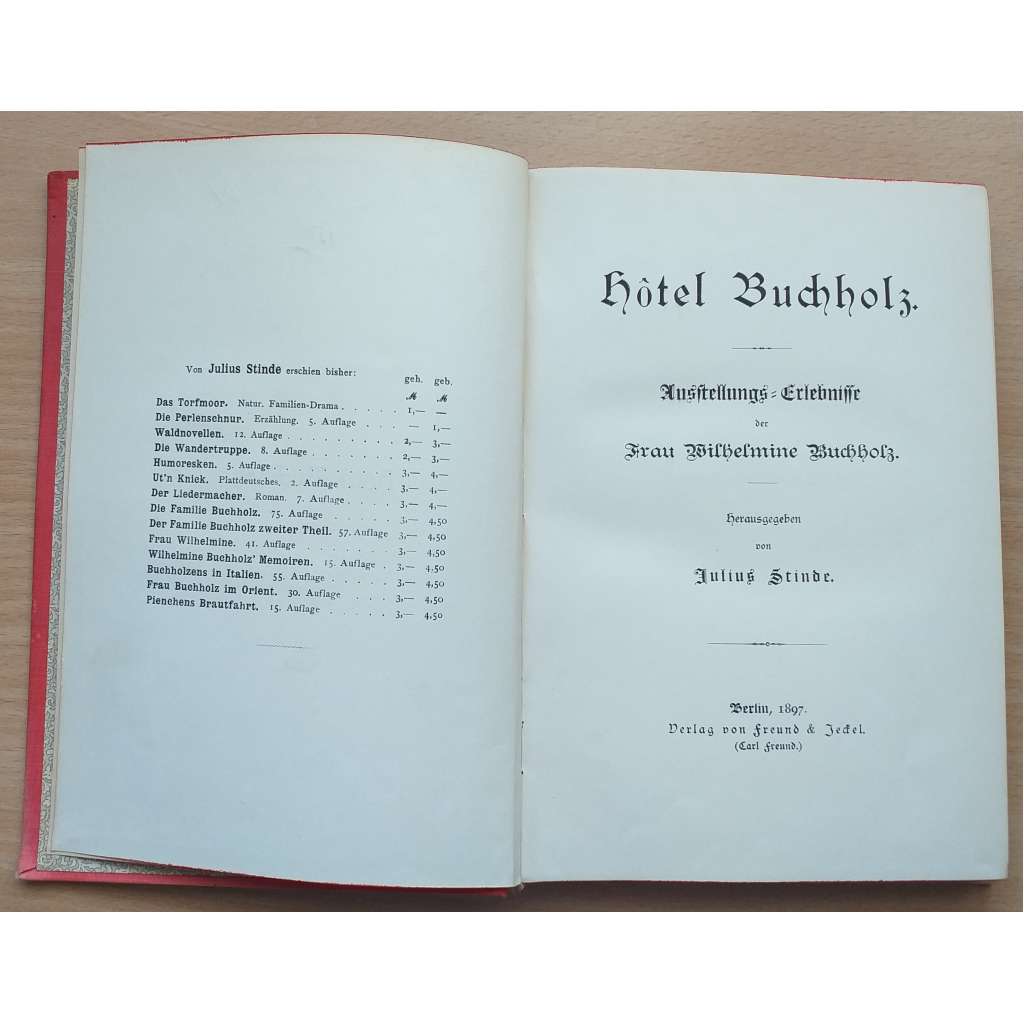 Von Julius Stinde erschien bisher:
geh. geb.
ℳ ℳ
Das Torfmoor. Natur. Familien-Drama . . . . . 1,— —
Die Perlenschnur. Erzählung. 5. Auflage . . . . — 1,—
Waldnovellen. 12. Auflage . . . . . . . . . 2,— 3,—
Die Wandertruppe. 8. Auflage . . . . . . . 2,— 3,—
Humoresken. 5. Auflage . . . . . . . . . . 3,— 4,—
Ut'n Knick. Plattdeutsches. 2. Auflage . . . . 3,— 4,—
Der Liedermacher. Roman. 7. Auflage . . . . 3,— 4,—
Die Familie Buchholz. 75. Auflage . . . . . . 3,— 4,50
Der Familie Buchholz zweiter Theil. 57. Auflage 3,— 4,50
Frau Wilhelmine. 41. Auflage . . . . . . . 3,— 4,50
Wilhelmine Buchholz' Memoiren. 15. Auflage . . 3,— 4,50
Buchholzens in Italien. 55. Auflage . . . . . 3,— 4,50
Frau Buchholz im Orient. 30. Auflage . . . . 3,— 4,50
Pienchens Brautfahrt. 15. Auflage . . . . . 3,— 4,50
Hôtel Buchholz.
Ausstellungs-Erlebnisse
der
Frau Wilhelmine Buchholz.
Herausgegeben
von
Julius Stinde.
Berlin, 1897.
Verlag von Freund & Jeckel.
(Carl Freund.)